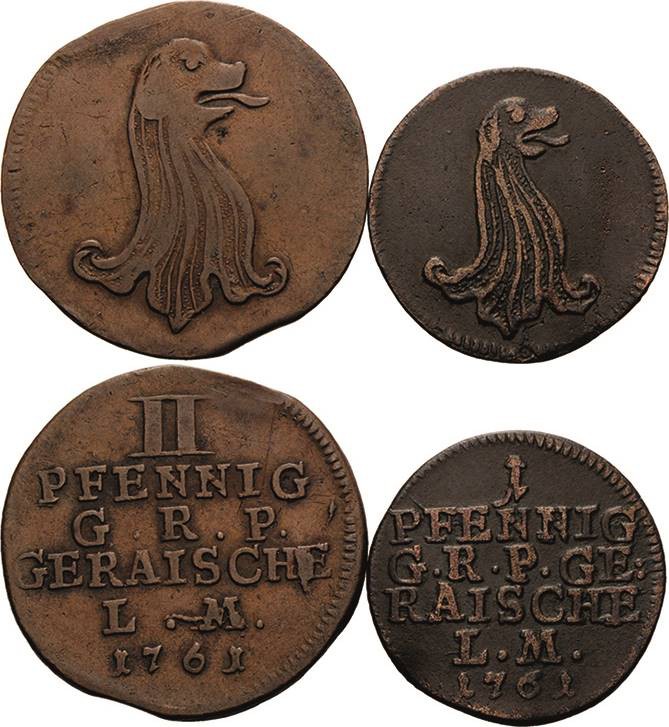 II
PFENNIG
G. R. P.
GERAISCHE
L. M.
1761
1
PFENNIG
G. R. P. GE:
RAISCHE
L. M.
1761